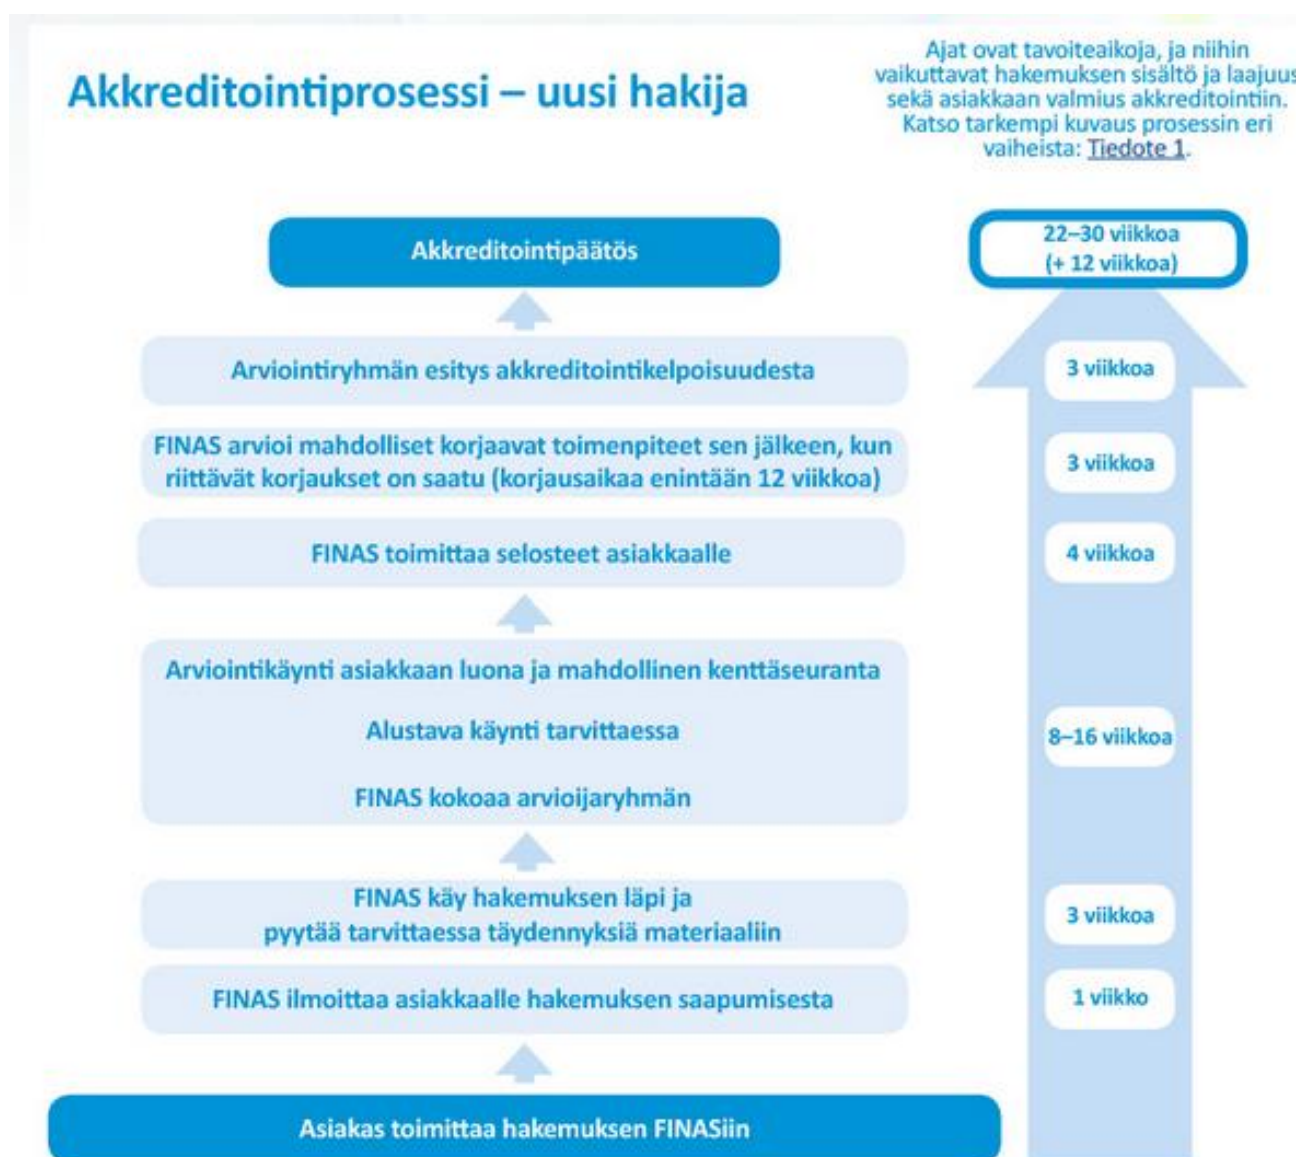 Akkreditointiprosessi – uusi hakija
Ajat ovat tavoiteaikoja, ja niihin
vaikuttavat hakemuksen sisältö ja laajuus
sekä asiakkaan valmius akkreditointiin.
Katso tarkempi kuvaus prosessin eri
vaiheista: Tiedote 1.
Akkreditointipäätös
22–30 viikkoa
(+ 12 viikkoa)
Arviointiryhmän esitys akkreditointikelpoisuudesta
3 viikkoa
FINAS arvioi mahdolliset korjaavat toimenpiteet sen jälkeen, kun
riittävät korjaukset on saatu (korjausaikaa enintään 12 viikkoa)
3 viikkoa
FINAS toimittaa selosteet asiakkaalle
4 viikkoa
Arviointikäynti asiakkaan luona ja mahdollinen kenttäseuranta
Alustava käynti tarvittaessa
8–16 viikkoa
FINAS kokoaa arvioijaryhmän
FINAS käy hakemuksen läpi ja
pyytää tarvittaessa täydennyksiä materiaaliin
3 viikkoa
FINAS ilmoittaa asiakkaalle hakemuksen saapumisesta
1 viikko
Asiakas toimittaa hakemuksen FINASiin